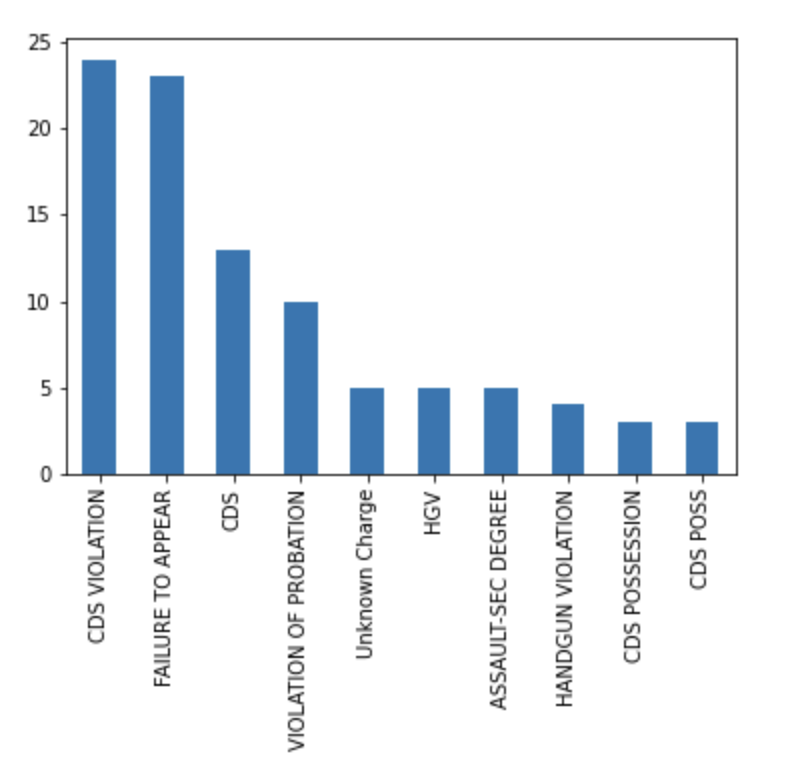 25
20
15
10
5
0
CDS VIOLATION
FAILURE TO APPEAR
CDS
VIOLATION OF PROBATION
Unknown Charge
HGV
ASSAULT-SEC DEGREE
HANDGUN VIOLATION
CDS POSSESSION
CDS POSS